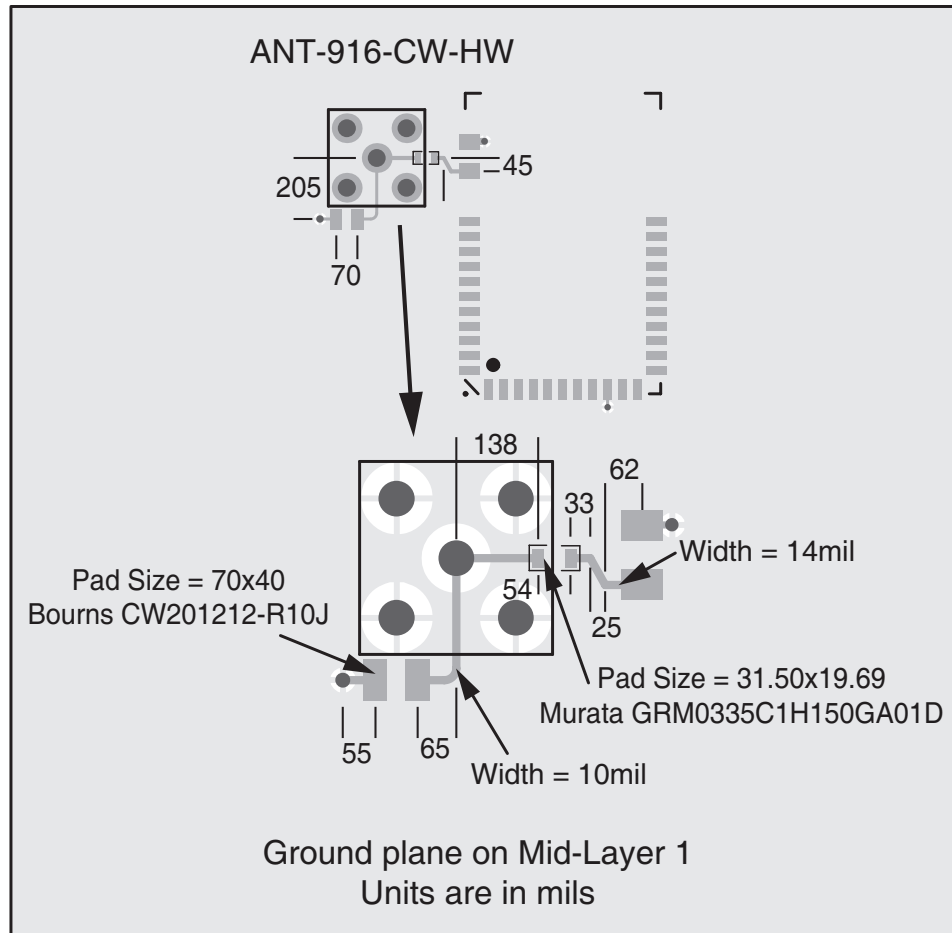 ANT-916-CW-HW
45
205
70
138
62
33
Width = 14mil
Pad Size = 70x40
Bourns CW201212-R10J
54
25
Pad Size = 31.50x19.69
Murata GRM0335C1H150GA01D
55
65
Width = 10mil
Ground plane on Mid-Layer 1
Units are in mils